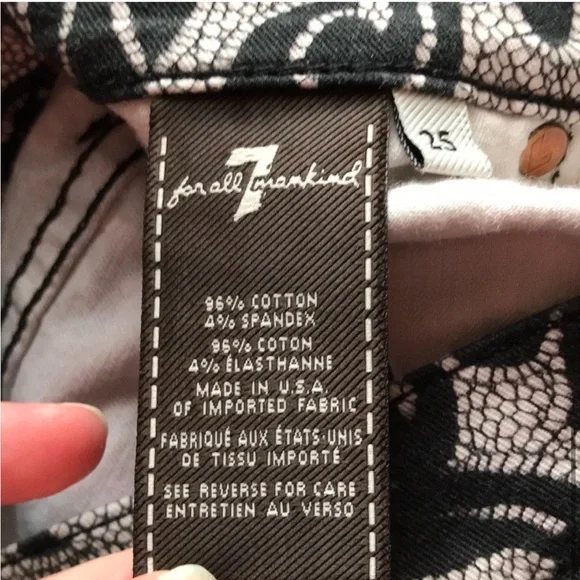 25
for all 7 mankind
96% COTTON
4% SPANDEX
96% COTON
4% ÉLASTHANNE
MADE IN U.S.A.
OF IMPORTED FABRIC
FABRIQUÉ AUX ÉTATS-UNIS
DE TISSU IMPORTÉ
SEE REVERSE FOR CARE
ENTRETIEN AU VERSO